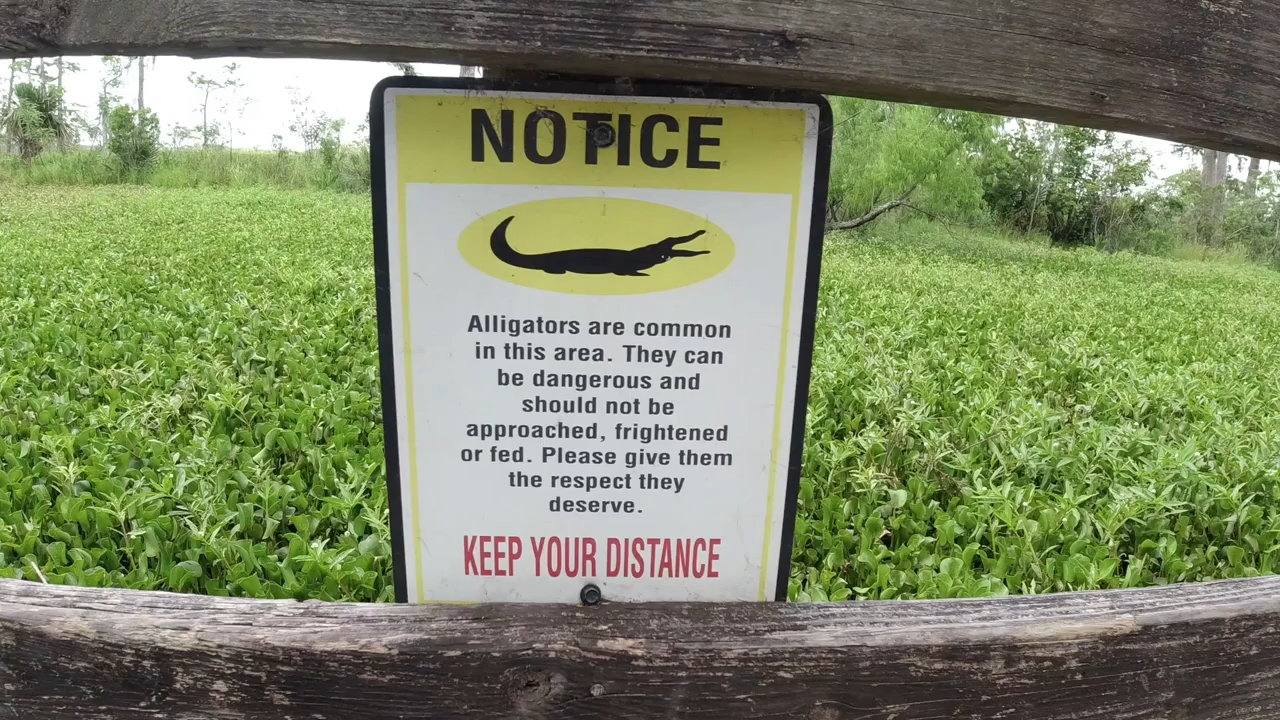 NOTICE
Alligators are common
in this area. They can
be dangerous and
should not be
approached, frightened
or fed. Please give them
the respect they
deserve.
KEEP YOUR DISTANCE